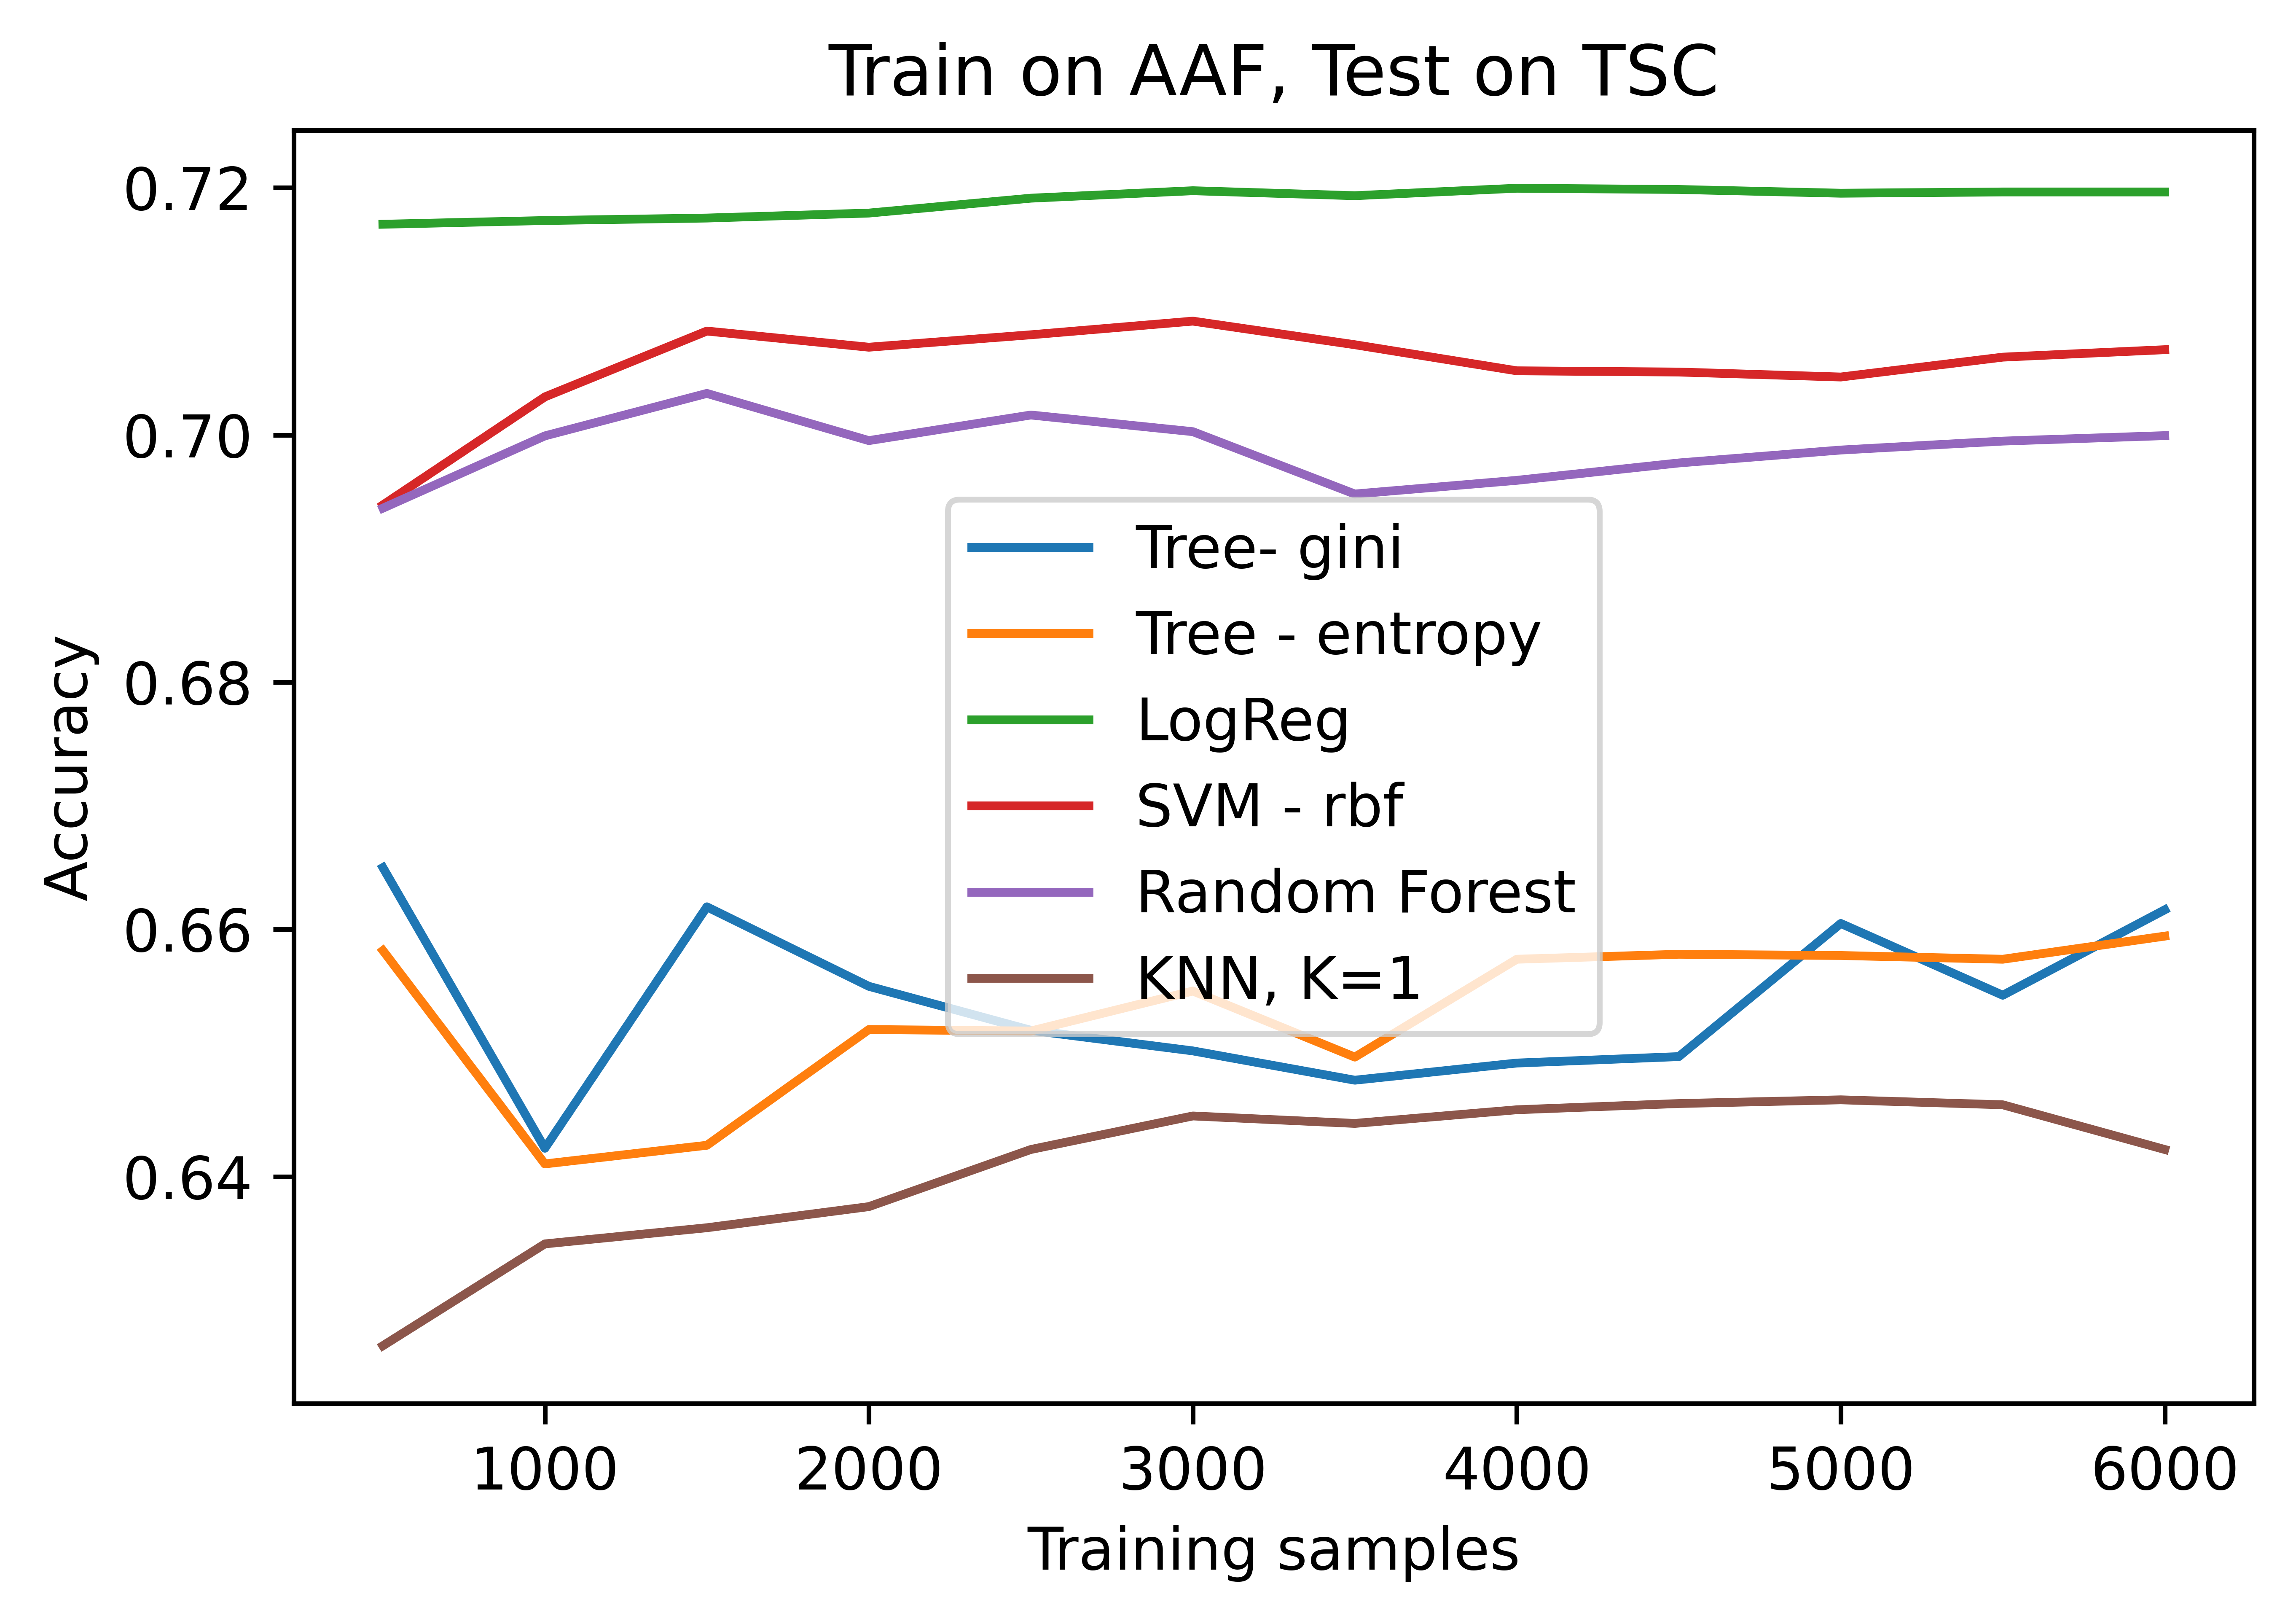 Train on AAF, Test on TSC
Accuracy
0.72
0.70
0.68
0.66
0.64
Tree- gini
Tree - entropy
LogReg
SVM - rbf
Random Forest
KNN, K=1
1000 2000 3000 4000 5000 6000
Training samples